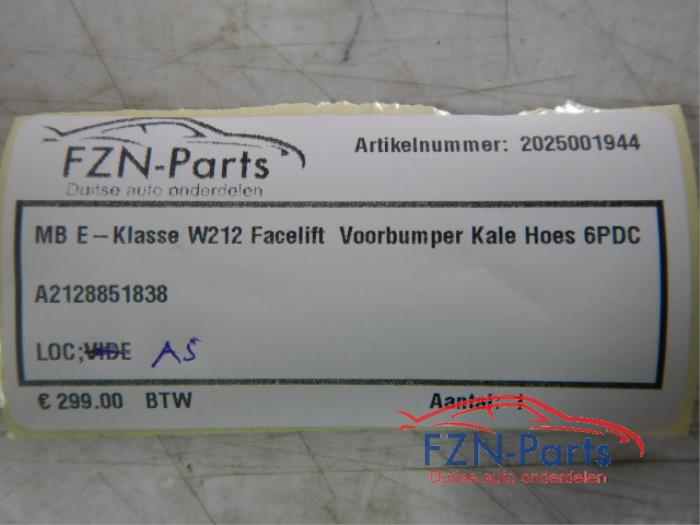 FZN-Parts
Duitse auto onderdelen
Artikelnummer: 2025001944
MB E-Klasse W212 Facelift Voorbumper Kale Hoes 6PDC
A2128851838
LOC;VIDE A5
€ 299.00 BTW
Aantal: 1
FZN-Parts
Duitse auto onderdelen